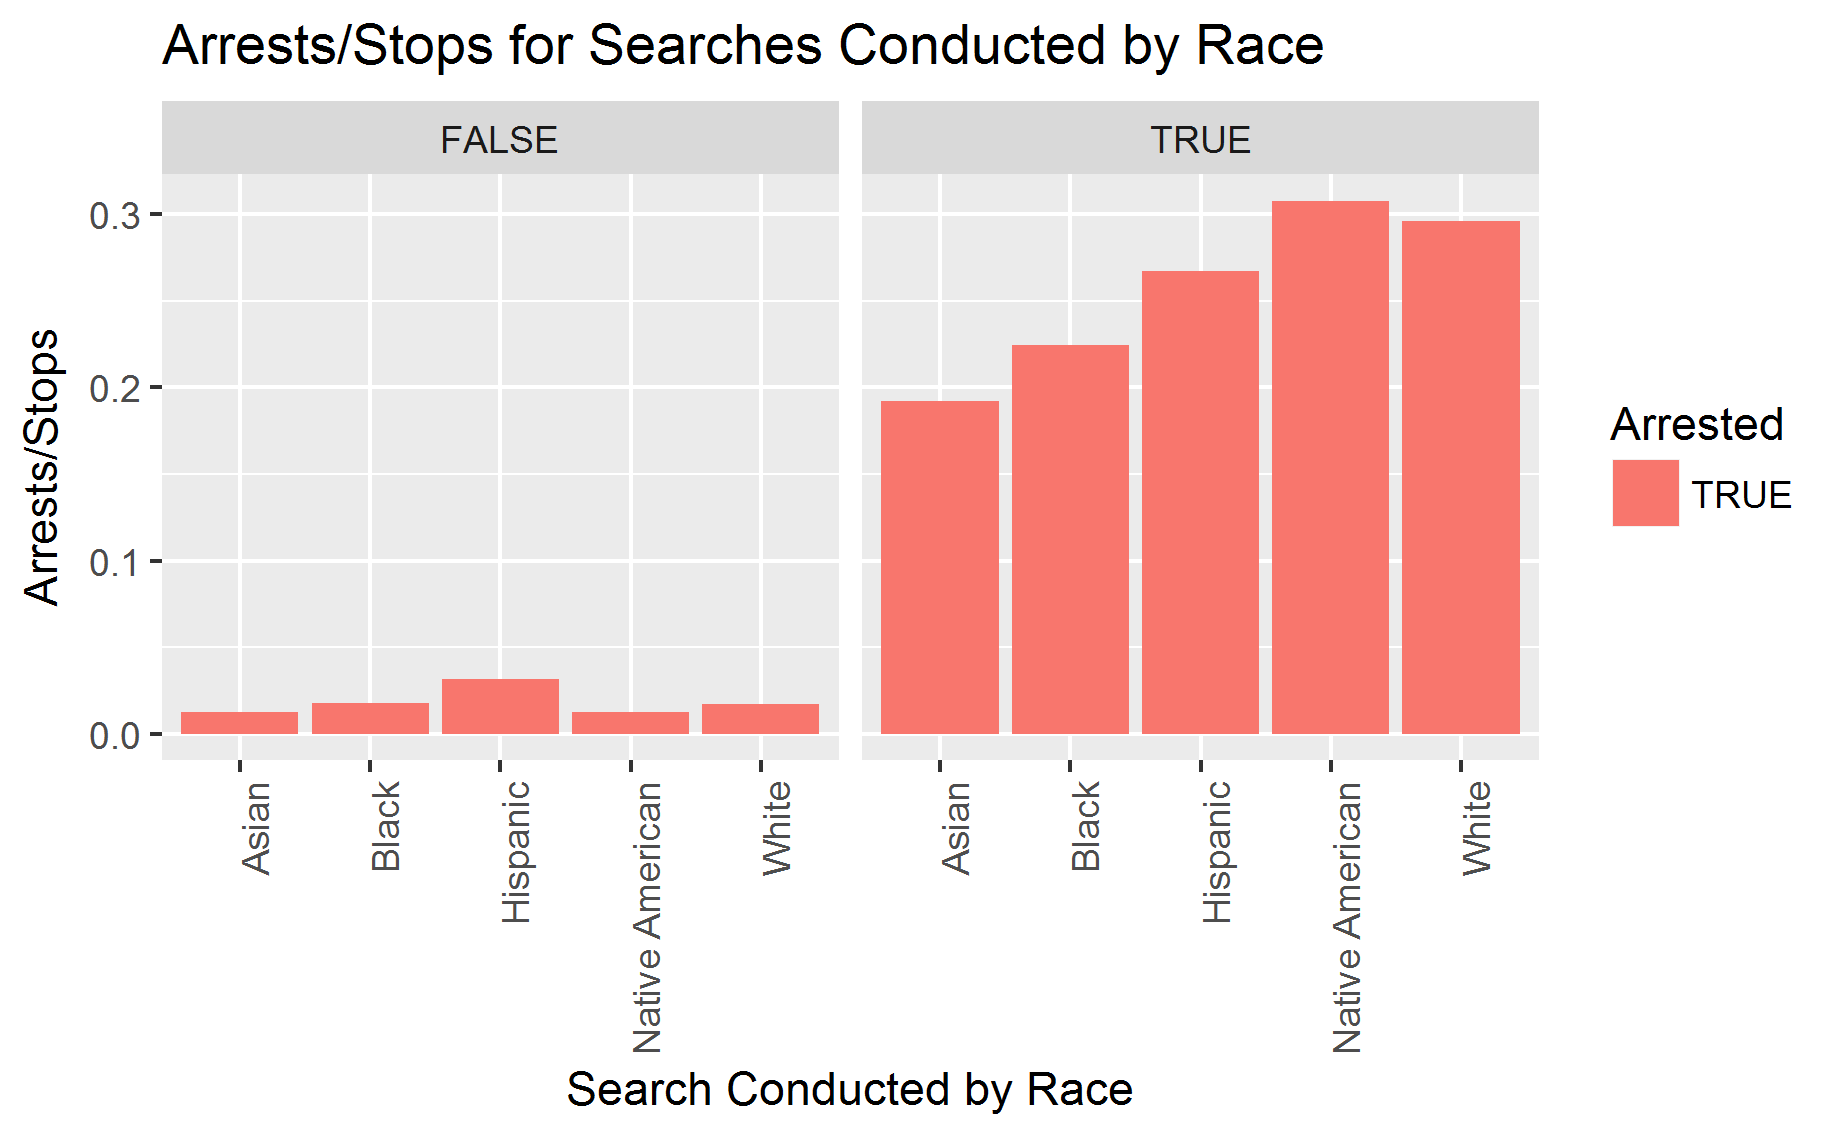 Arrests/Stops for Searches Conducted by Race
FALSE
TRUE
Arrests/Stops
0.3
0.2
0.1
0.0
Asian
Black
Hispanic
Native American
White
Asian
Black
Hispanic
Native American
White
Search Conducted by Race
Arrested
TRUE